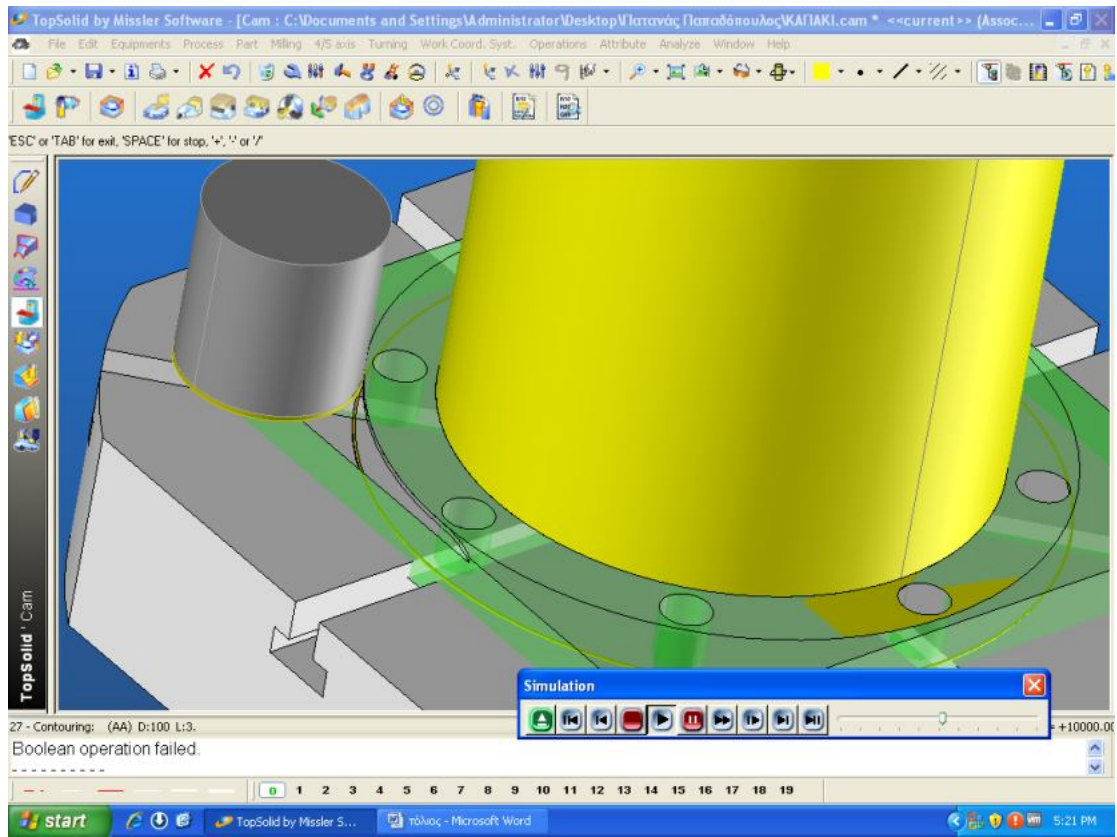 TopSolid by Missler Software - [Cam : C:\Documents and Settings\Administrator\Desktop\Πατανάς Παπαδόπουλος\ΚΑΠΑΚΙ.cam * <<current>> (Assoc...
File Edit Equipments Process Part Milling 4/5 axis Turning Work Coord. Syst. Operations Attribute Analyze Window Help
'ESC' or 'TAB' for exit, 'SPACE' for stop, '+', '-' or '/'
TopSolid'Cam
Simulation
27 - Contouring: (AA) D:100 L:3.
= +10000.00
Boolean operation failed.
----------
0 1 2 3 4 5 6 7 8 9 10 11 12 13 14 15 16 17 18 19
start
TopSolid by Missler S...
τόλιος - Microsoft Word
5:21 PM